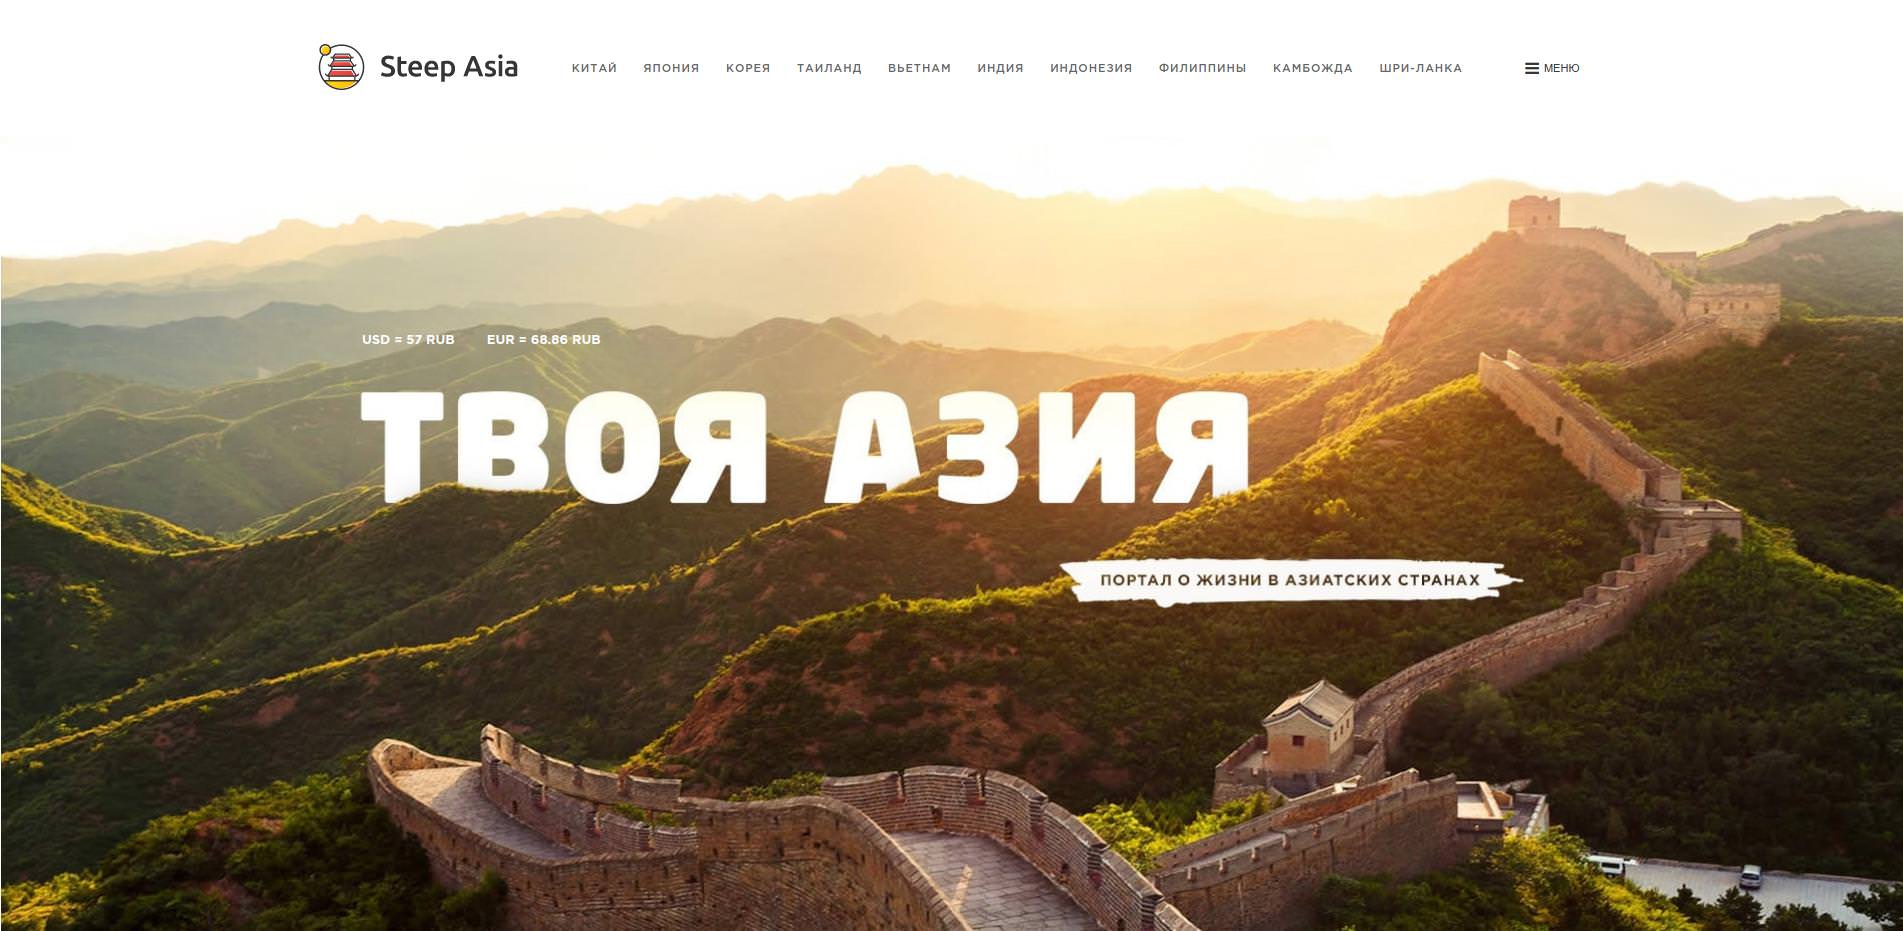 Steep Asia
КИТАЙ ЯПОНИЯ КОРЕЯ ТАИЛАНД ВЬЕТНАМ ИНДИЯ ИНДОНЕЗИЯ ФИЛИППИНЫ КАМБОЖДА ШРИ-ЛАНКА МЕНЮ
USD = 57 RUB EUR = 68.86 RUB
ТВОЯ АЗИЯ
ПОРТАЛ О ЖИЗНИ В АЗИАТСКИХ СТРАНАХ